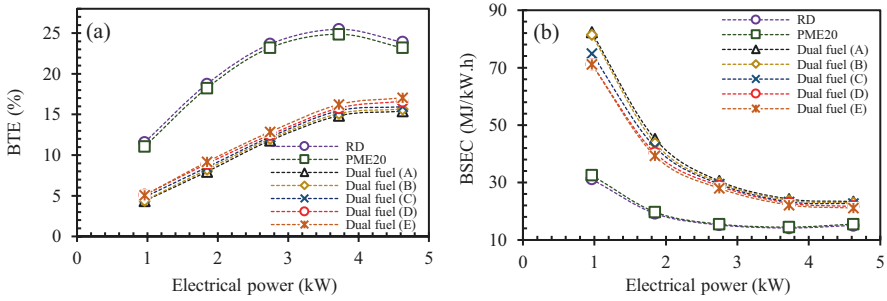 (a)
BTE (%)
30
25
20
15
10
5
0
0
1
2
3
4
5
Electrical power (kW)
RD
PME20
Dual fuel (A)
Dual fuel (B)
Dual fuel (C)
Dual fuel (D)
Dual fuel (E)
(b)
BSEC (MJ/kW.h)
90
70
50
30
10
0
1
2
3
4
5
Electrical power (kW)
RD
PME20
Dual fuel (A)
Dual fuel (B)
Dual fuel (C)
Dual fuel (D)
Dual fuel (E)